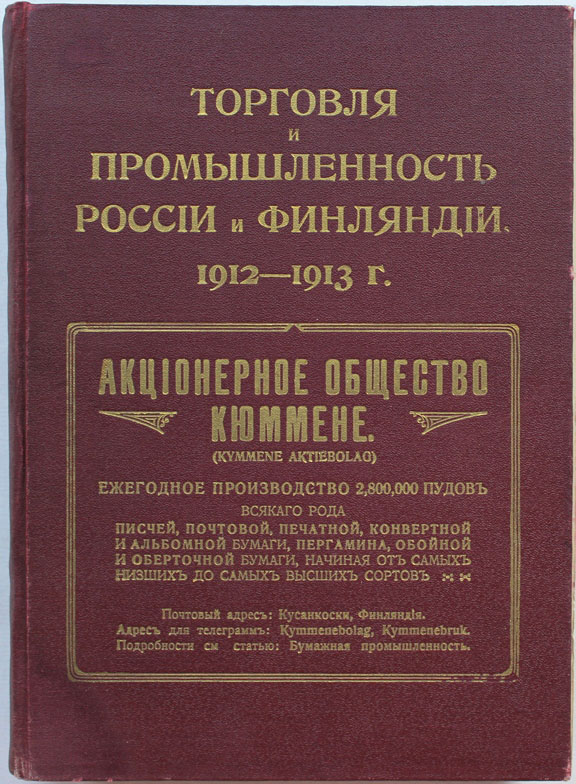 ТОРГОВЛЯ
и
ПРОМЫШЛЕННОСТЬ
РОССІИ и ФИНЛЯНДІИ.
1912—1913 г.
АКЦІОНЕРНОЕ ОБЩЕСТВО
КЮММЕНЕ.
(KYMMENE AKTIEBOLAG)
ЕЖЕГОДНОЕ ПРОИЗВОДСТВО 2,800,000 ПУДОВЪ
ВСЯКАГО РОДА
ПИСЧЕЙ, ПОЧТОВОЙ, ПЕЧАТНОЙ, КОНВЕРТНОЙ
И АЛЬБОМНОЙ БУМАГИ, ПЕРГАМИНА, ОБОЙНОЙ
И ОБЕРТОЧНОЙ БУМАГИ, НАЧИНАЯ ОТЪ САМЫХЪ
НИЗШИХЪ ДО САМЫХЪ ВЫСШИХЪ СОРТОВЪ
Почтовый адресъ: Кусанкоски, Финляндія.
Адресъ для телеграммъ: Kymmenebolag, Kymmenebruk.
Подробности см статью: Бумажная промышленность.